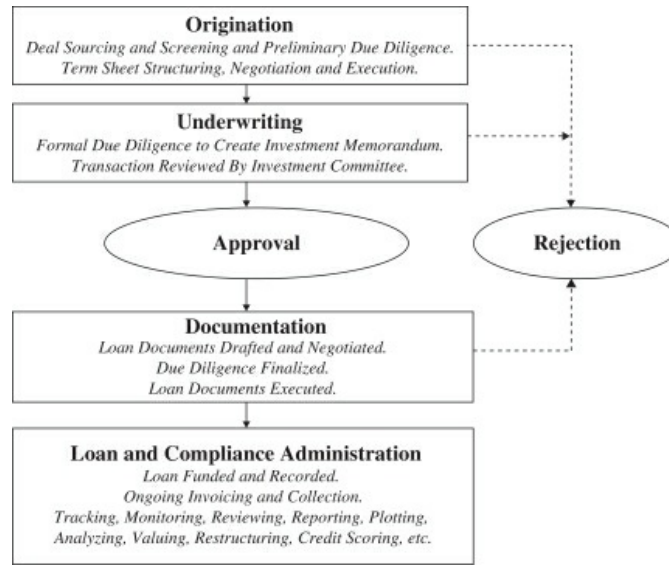 Origination
Deal Sourcing and Screening and Preliminary Due Diligence.
Term Sheet Structuring, Negotiation and Execution.
Underwriting
Formal Due Diligence to Create Investment Memorandum.
Transaction Reviewed By Investment Committee.
Approval
Rejection
Documentation
Loan Documents Drafted and Negotiated.
Due Diligence Finalized.
Loan Documents Executed.
Loan and Compliance Administration
Loan Funded and Recorded.
Ongoing Invoicing and Collection.
Tracking, Monitoring, Reviewing, Reporting, Plotting,
Analyzing, Valuing, Restructuring, Credit Scoring, etc.